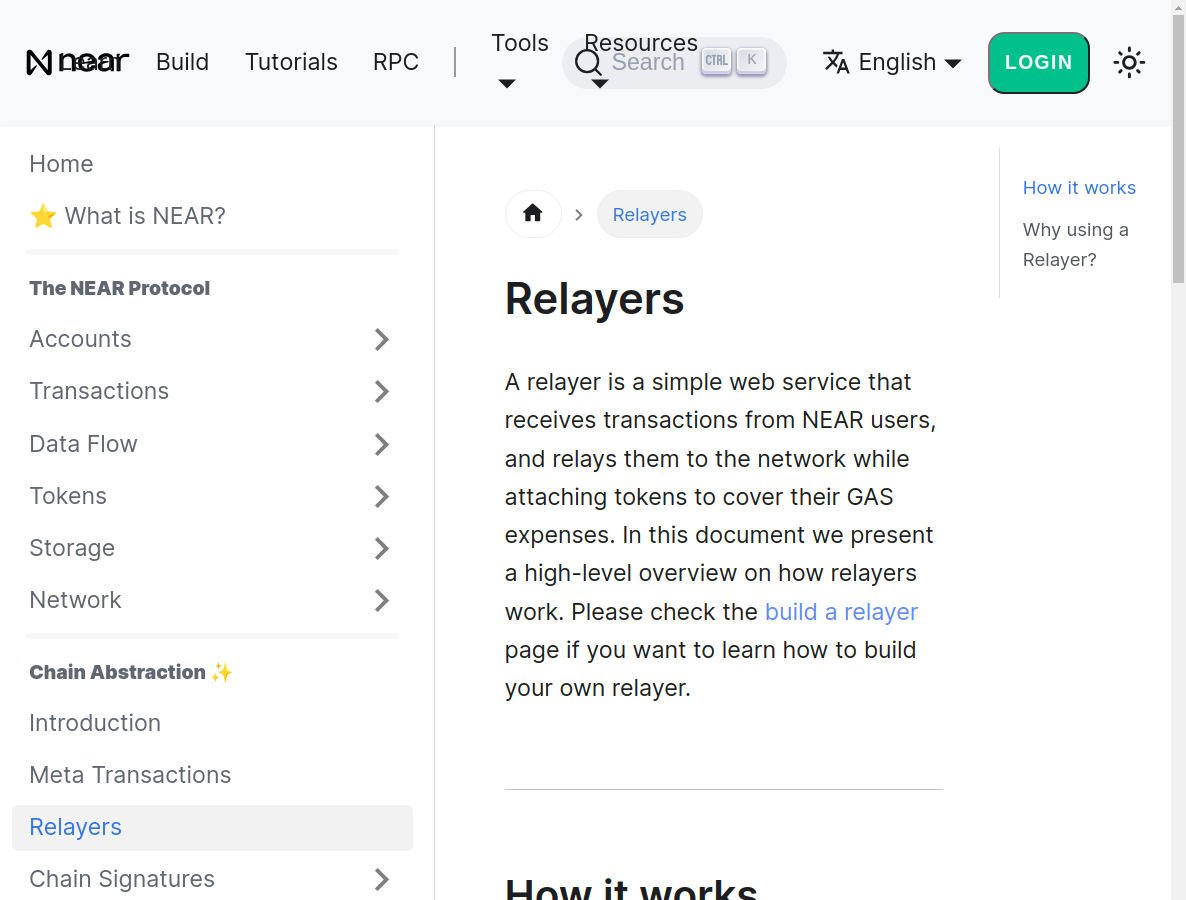 near
Learn
Build
Tutorials
RPC
Tools
Resources
Search
CTRL
K
English
LOGIN
Home
⭐ What is NEAR?
The NEAR Protocol
Accounts
Transactions
Data Flow
Tokens
Storage
Network
Chain Abstraction ✨
Introduction
Meta Transactions
Relayers
Chain Signatures
Relayers
Relayers
A relayer is a simple web service that
receives transactions from NEAR users,
and relays them to the network while
attaching tokens to cover their GAS
expenses. In this document we present
a high-level overview on how relayers
work. Please check the build a relayer
page if you want to learn how to build
your own relayer.
How it works
How it works
Why using a
Relayer?